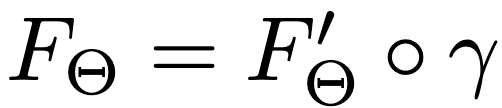 F_Θ = F′_Θ ∘ γ